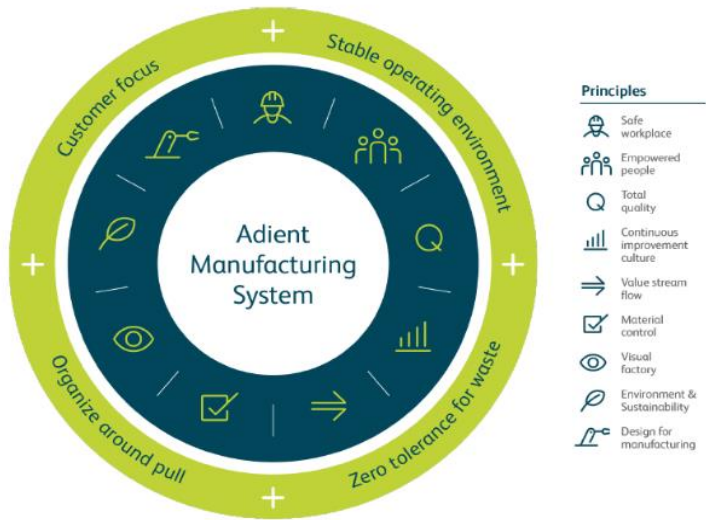 Customer focus
Stable operating environment
Adient
Manufacturing
System
Organize around pull
Zero tolerance for waste
Q
Principles
Safe
workplace
Empowered
people
Q
Total
quality
Continuous
improvement
culture
Value stream
flow
Material
control
Visual
factory
Environment &
Sustainability
Design for
manufacturing